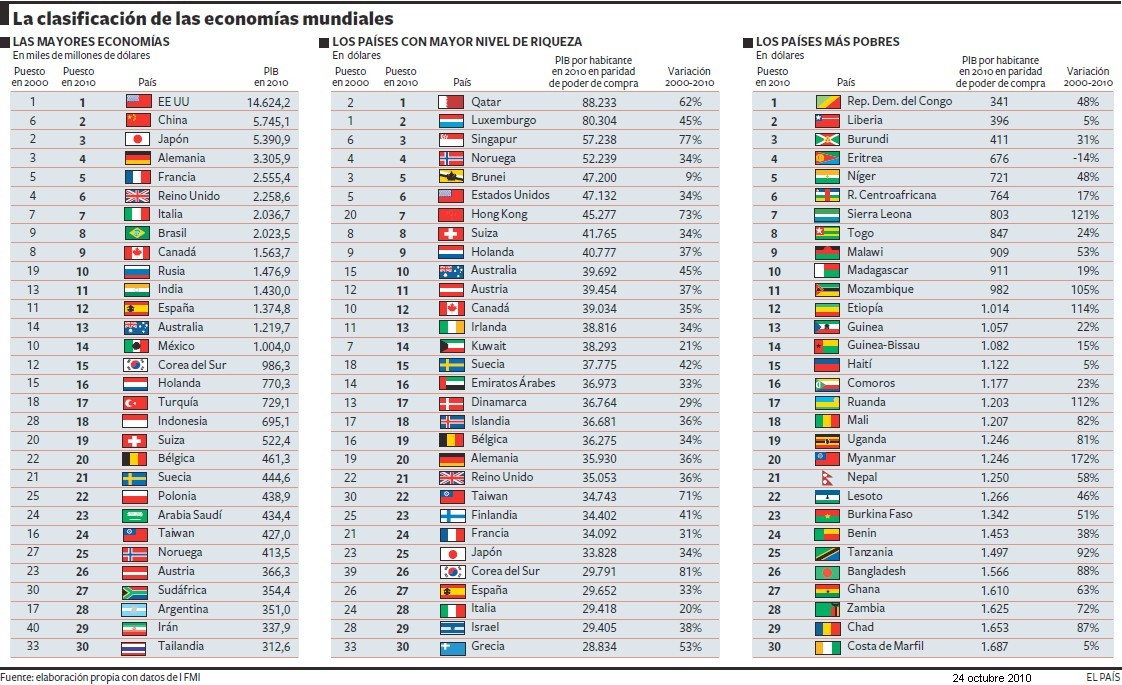 La clasificación de las economías mundiales
LAS MAYORES ECONOMÍAS
En miles de millones de dólares
Puesto en 2000 Puesto en 2010 País PIB en 2010
1 1 EE UU 14.624,2
6 2 China 5.745,1
2 3 Japón 5.390,9
3 4 Alemania 3.305,9
5 5 Francia 2.555,4
4 6 Reino Unido 2.258,6
7 7 Italia 2.036,7
9 8 Brasil 2.023,5
8 9 Canadá 1.563,7
19 10 Rusia 1.476,9
13 11 India 1.430,0
11 12 España 1.374,8
14 13 Australia 1.219,7
10 14 México 1.004,0
12 15 Corea del Sur 986,3
15 16 Holanda 770,3
18 17 Turquía 729,1
28 18 Indonesia 695,1
20 19 Suiza 522,4
22 20 Bélgica 461,3
21 21 Suecia 444,6
25 22 Polonia 438,9
24 23 Arabia Saudí 434,4
16 24 Taiwan 427,0
27 25 Noruega 413,5
23 26 Austria 366,3
30 27 Sudáfrica 354,4
17 28 Argentina 351,0
40 29 Irán 337,9
33 30 Tailandia 312,6
LOS PAÍSES CON MAYOR NIVEL DE RIQUEZA
En dólares
Puesto en 2000 Puesto en 2010 País PIB por habitante en 2010 en paridad de poder de compra Variación 2000-2010
2 1 Qatar 88.233 62%
1 2 Luxemburgo 80.304 45%
6 3 Singapur 57.238 77%
4 4 Noruega 52.239 34%
3 5 Brunei 47.200 9%
5 6 Estados Unidos 47.132 34%
20 7 Hong Kong 45.277 73%
8 8 Suiza 41.765 34%
9 9 Holanda 40.777 37%
15 10 Australia 39.692 45%
12 11 Austria 39.454 37%
10 12 Canadá 39.034 35%
11 13 Irlanda 38.816 34%
7 14 Kuwait 38.293 21%
18 15 Suecia 37.775 42%
14 16 Emiratos Árabes 36.973 33%
13 17 Dinamarca 36.764 29%
17 18 Islandia 36.681 36%
16 19 Bélgica 36.275 34%
19 20 Alemania 35.930 36%
22 21 Reino Unido 35.053 36%
30 22 Taiwan 34.743 71%
25 23 Finlandia 34.402 41%
21 24 Francia 34.092 31%
23 25 Japón 33.828 34%
39 26 Corea del Sur 29.791 81%
26 27 España 29.652 33%
24 28 Italia 29.418 20%
28 29 Israel 29.405 38%
33 30 Grecia 28.834 53%
LOS PAÍSES MÁS POBRES
En dólares
Puesto en 2010 País PIB por habitante en 2010 en paridad de poder de compra Variación 2000-2010
1 Rep. Dem. del Congo 341 48%
2 Liberia 396 5%
3 Burundi 411 31%
4 Eritrea 676 -14%
5 Níger 721 48%
6 R. Centroafricana 764 17%
7 Sierra Leona 803 121%
8 Togo 847 24%
9 Malawi 909 53%
10 Madagascar 911 19%
11 Mozambique 982 105%
12 Etiopía 1.014 114%
13 Guinea 1.057 22%
14 Guinea-Bissau 1.082 15%
15 Haití 1.122 5%
16 Comoros 1.177 23%
17 Ruanda 1.203 112%
18 Mali 1.207 82%
19 Uganda 1.246 81%
20 Myanmar 1.246 172%
21 Nepal 1.250 58%
22 Lesoto 1.266 46%
23 Burkina Faso 1.342 51%
24 Benin 1.453 38%
25 Tanzania 1.497 92%
26 Bangladesh 1.566 88%
27 Ghana 1.610 63%
28 Zambia 1.625 72%
29 Chad 1.653 87%
30 Costa de Marfil 1.687 5%
Fuente: elaboración propia con datos de l FMI
24 octubre 2010
EL PAÍS